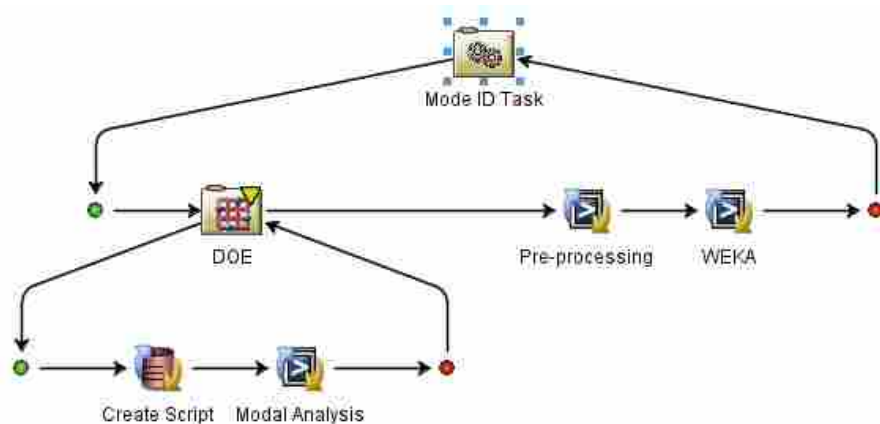 Mode ID Task
DOE
Pre-processing
WEKA
Create Script
Modal Analysis